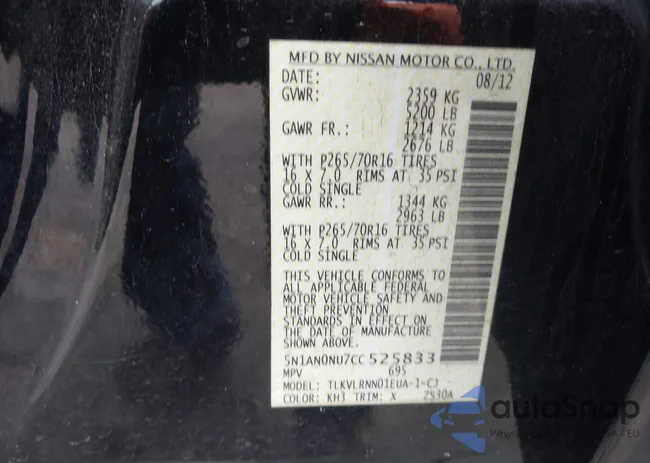 MFD BY NISSAN MOTOR CO., LTD.
DATE: 08/12
GVWR: 2359 KG
5200 LB
GAWR FR.: 1214 KG
2676 LB
WITH P265/70R16 TIRES
16 X 7.0 RIMS AT 35 PSI
COLD SINGLE
GAWR RR.: 1344 KG
2963 LB
WITH P265/70R16 TIRES
16 X 7.0 RIMS AT 35 PSI
COLD SINGLE
THIS VEHICLE CONFORMS TO
ALL APPLICABLE FEDERAL
MOTOR VEHICLE SAFETY AND
THEFT PREVENTION
STANDARDS IN EFFECT ON
THE DATE OF MANUFACTURE
SHOWN ABOVE.
5N1AN0NU7CC525833
MPV 695
MODEL: TLKVLRNN01EUA-1-CJ
COLOR: KH3 TRIM: X 2S30A
autoSnap